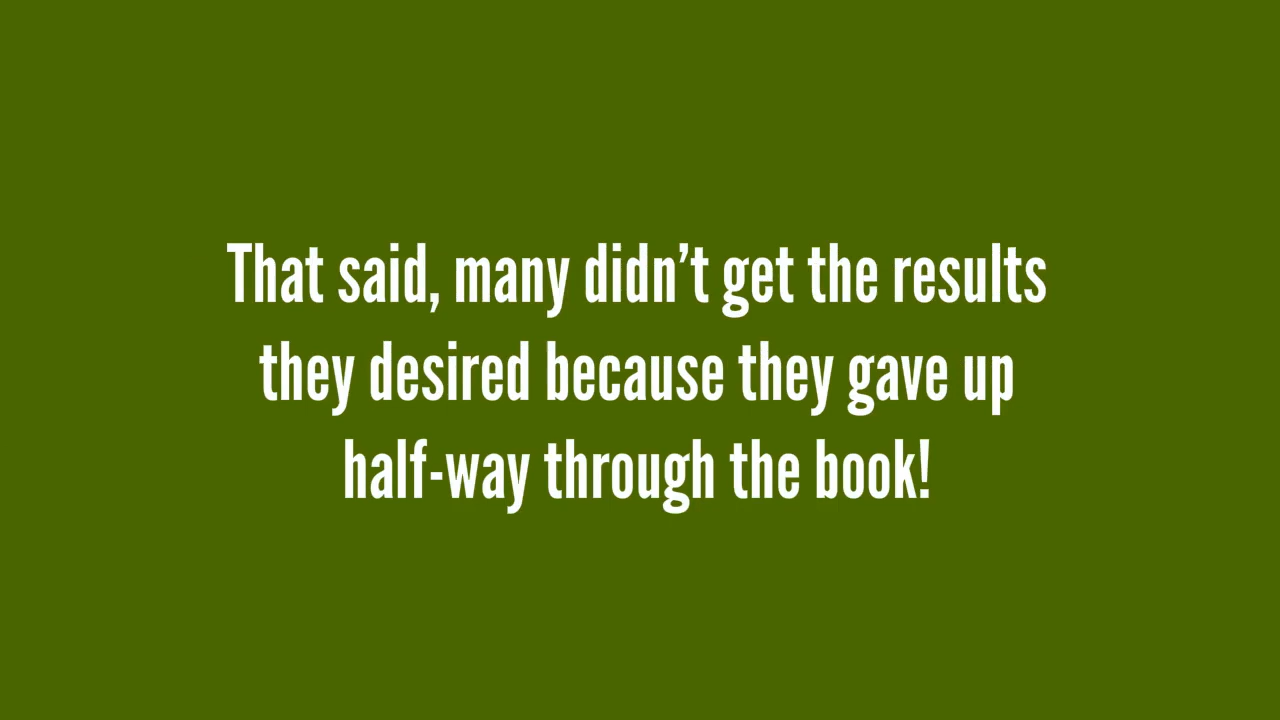 That said, many didn’t get the results
they desired because they gave up
half-way through the book!